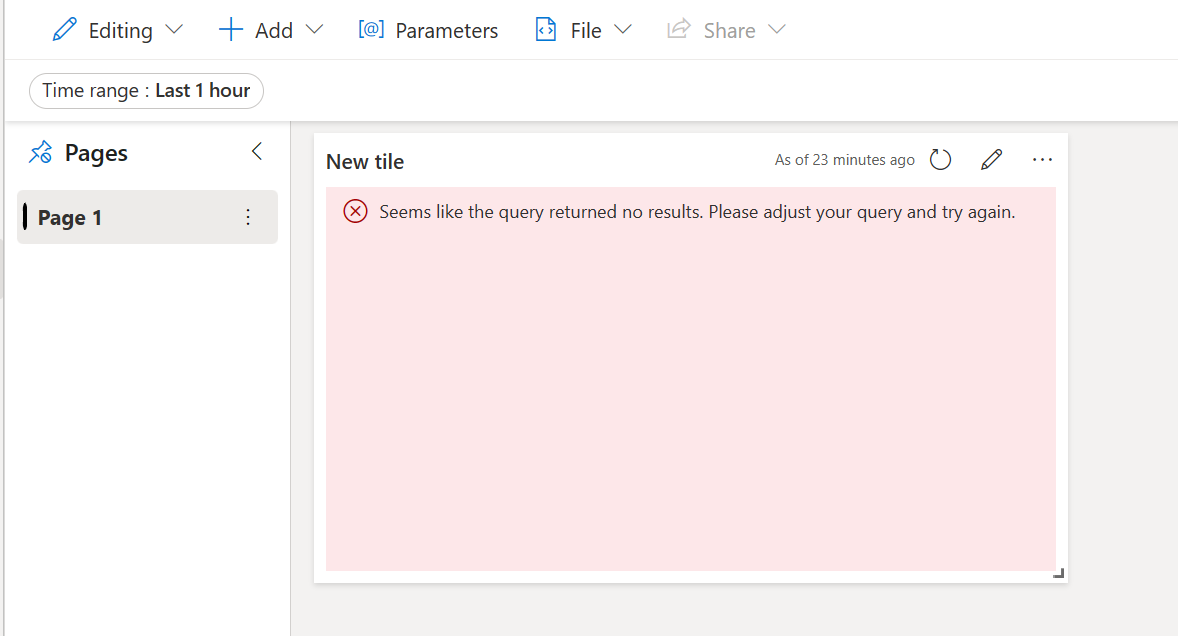 Editing Add Parameters File Share
Time range : Last 1 hour
Pages
Page 1
New tile
As of 23 minutes ago
Seems like the query returned no results. Please adjust your query and try again.